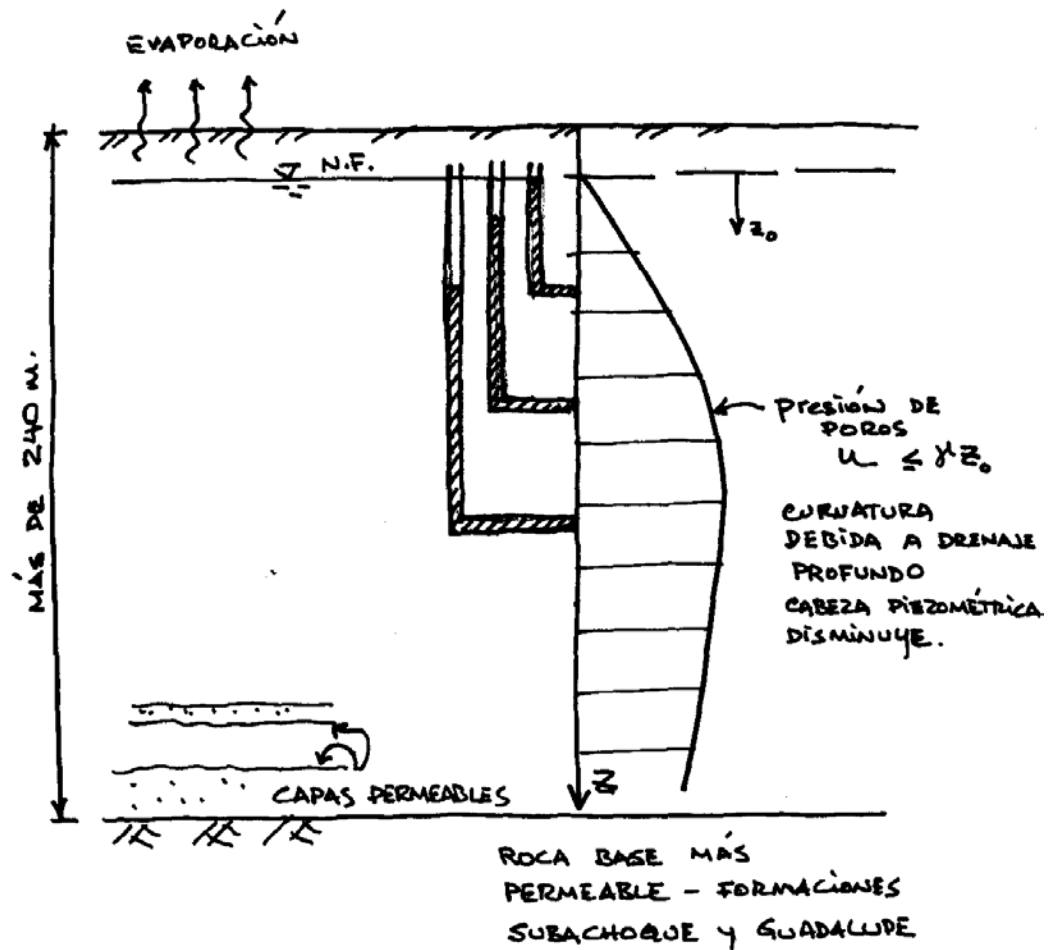 EVAPORACIÓN
N.F.
z₀
MÁS DE 240 m.
PRESIÓN DE
POROS
u ≤ γ z₀
CURVATURA
DEBIDA A DRENAJE
PROFUNDO
CABEZA PIEZOMÉTRICA
DISMINUYE.
Z
CAPAS PERMEABLES
ROCA BASE MÁS
PERMEABLE - FORMACIONES
SUBACHOQUE y GUADALUPE